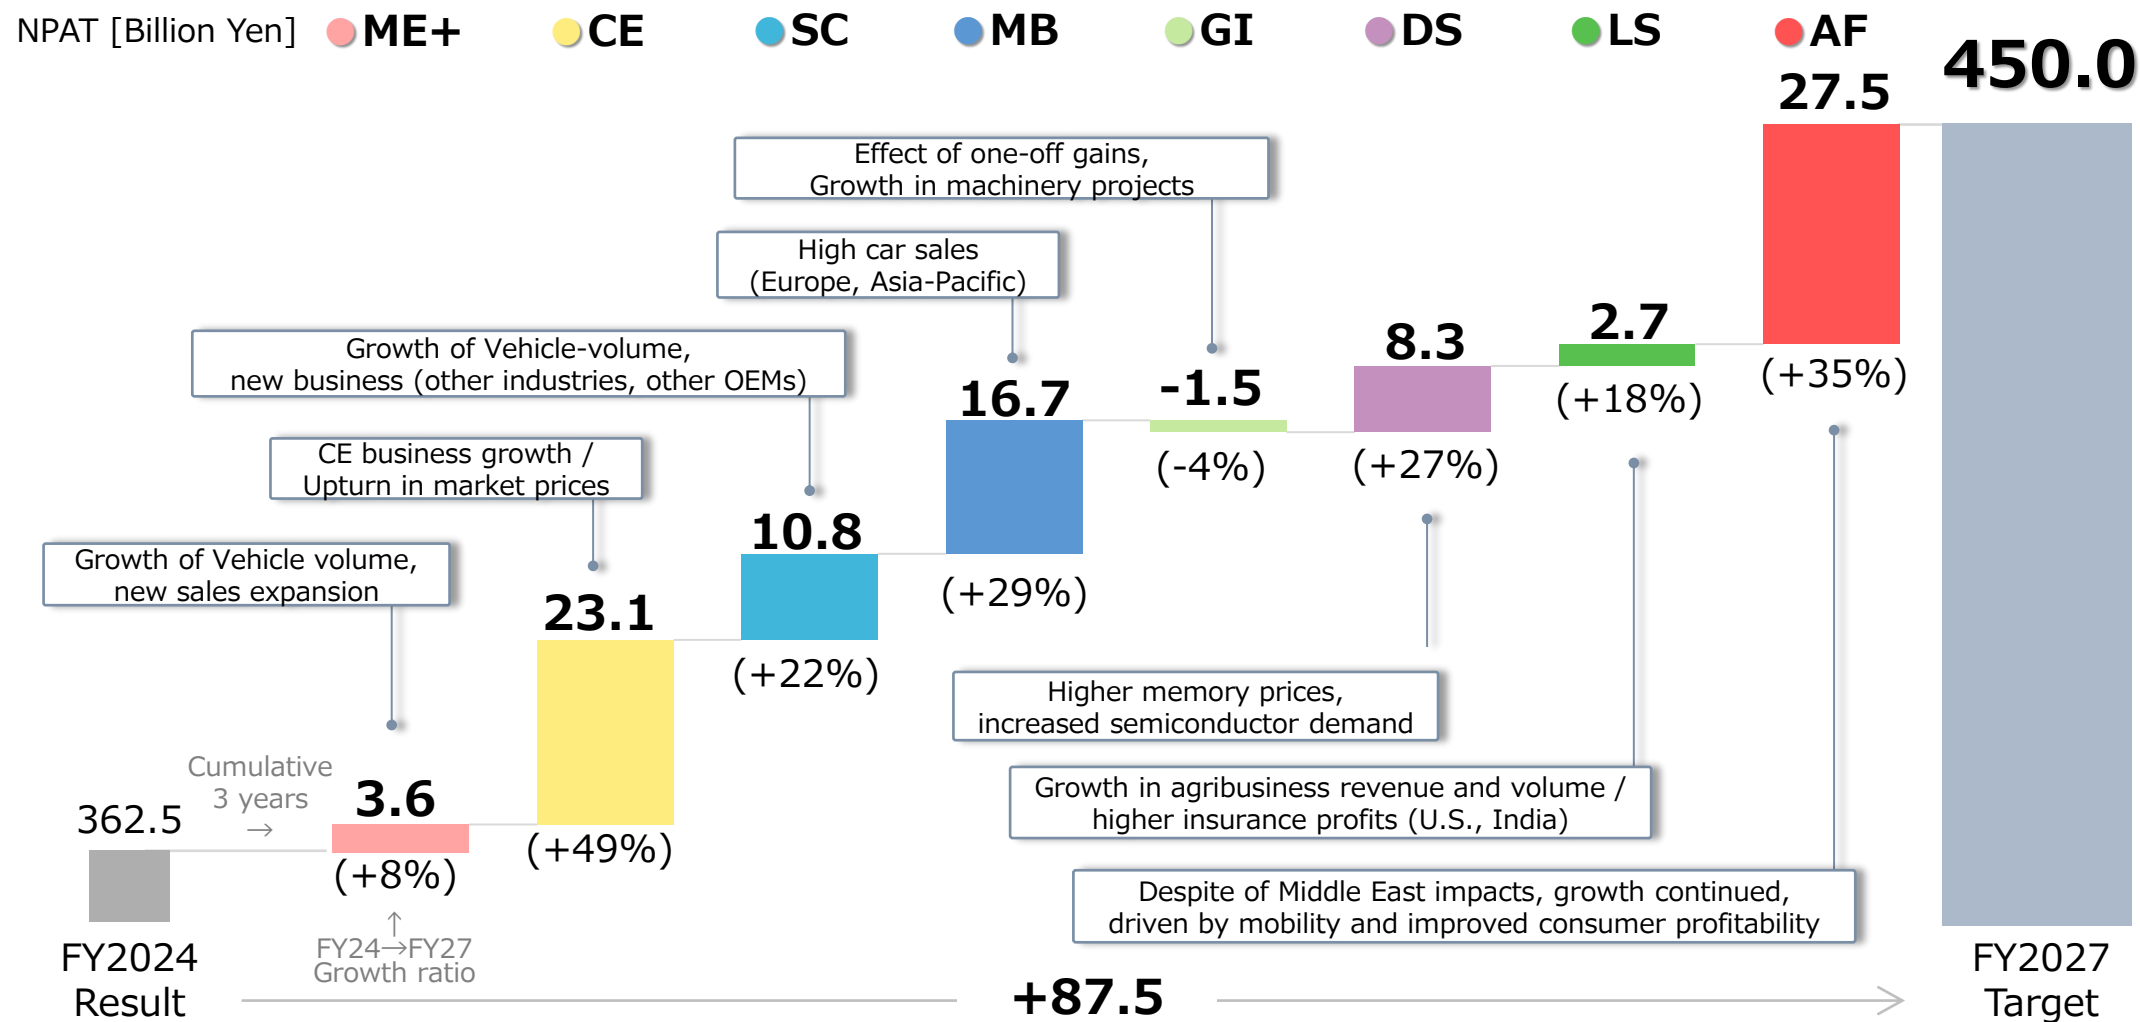 NPAT [Billion Yen]
ME+
CE
SC
MB
GI
DS
LS
AF
450.0
27.5
Effect of one-off gains,
Growth in machinery projects
High car sales
(Europe, Asia-Pacific)
Growth of Vehicle-volume,
new business (other industries, other OEMs)
CE business growth /
Upturn in market prices
Growth of Vehicle volume,
new sales expansion
362.5
Cumulative
3 years
→
3.6
(+8%)
↑
FY24→FY27
Growth ratio
23.1
(+49%)
10.8
(+22%)
16.7
(+29%)
-1.5
(-4%)
8.3
(+27%)
2.7
(+18%)
(+35%)
Higher memory prices,
increased semiconductor demand
Growth in agribusiness revenue and volume /
higher insurance profits (U.S., India)
Despite of Middle East impacts, growth continued,
driven by mobility and improved consumer profitability
FY2024
Result
+87.5
FY2027
Target